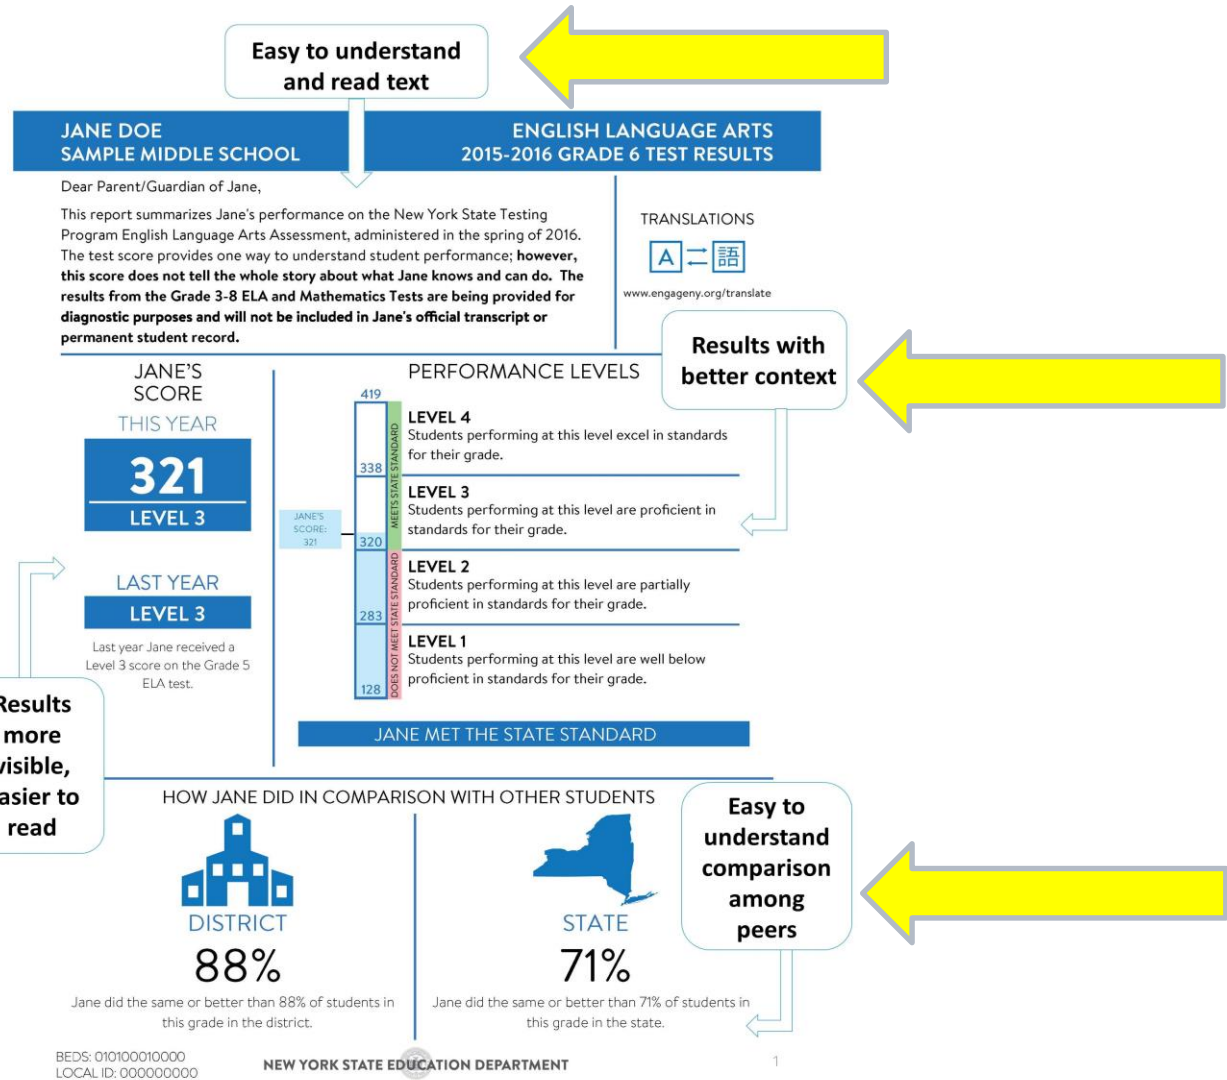 Easy to understand
and read text
JANE DOE
SAMPLE MIDDLE SCHOOL
ENGLISH LANGUAGE ARTS
2015-2016 GRADE 6 TEST RESULTS
Dear Parent/Guardian of Jane,
This report summarizes Jane's performance on the New York State Testing
Program English Language Arts Assessment, administered in the spring of 2016.
The test score provides one way to understand student performance; however,
this score does not tell the whole story about what Jane knows and can do. The
results from the Grade 3-8 ELA and Mathematics Tests are being provided for
diagnostic purposes and will not be included in Jane's official transcript or
permanent student record.
TRANSLATIONS
A 語
www.engageny.org/translate
Results with
better context
JANE'S
SCORE
THIS YEAR
321
LEVEL 3
LAST YEAR
LEVEL 3
Last year Jane received a
Level 3 score on the Grade 5
ELA test.
Results
more
visible,
easier to
read
PERFORMANCE LEVELS
419
338
320
283
128
JANE'S
SCORE:
321
MEETS STATE STANDARD
DOES NOT MEET STATE STANDARD
LEVEL 4
Students performing at this level excel in standards
for their grade.
LEVEL 3
Students performing at this level are proficient in
standards for their grade.
LEVEL 2
Students performing at this level are partially
proficient in standards for their grade.
LEVEL 1
Students performing at this level are well below
proficient in standards for their grade.
JANE MET THE STATE STANDARD
HOW JANE DID IN COMPARISON WITH OTHER STUDENTS
DISTRICT
88%
Jane did the same or better than 88% of students in
this grade in the district.
STATE
71%
Jane did the same or better than 71% of students in
this grade in the state.
Easy to
understand
comparison
among
peers
BEDS: 010100010000
LOCAL ID: 000000000
NEW YORK STATE EDUCATION DEPARTMENT
1